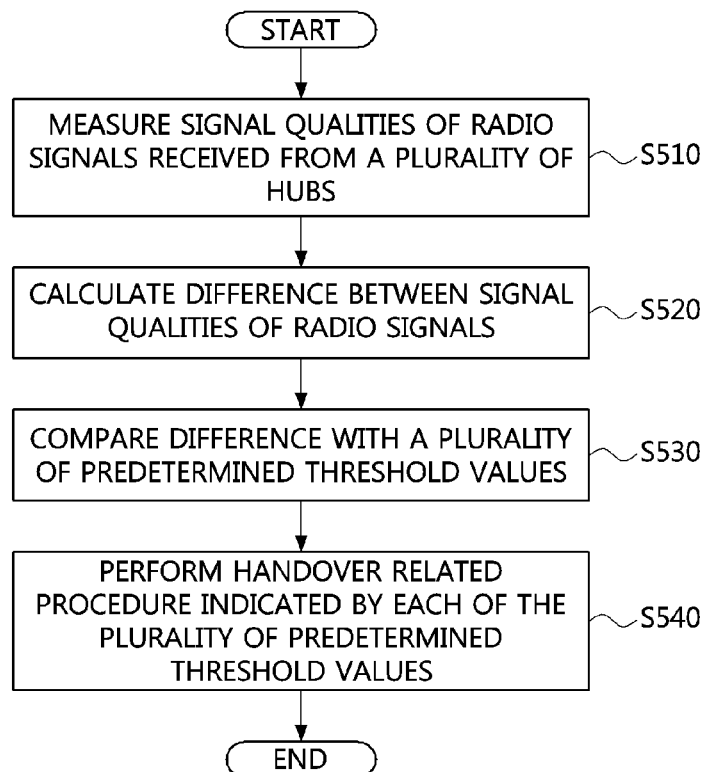 START
MEASURE SIGNAL QUALITIES OF RADIO
SIGNALS RECEIVED FROM A PLURALITY OF
HUBS
S510
CALCULATE DIFFERENCE BETWEEN SIGNAL
QUALITIES OF RADIO SIGNALS
S520
COMPARE DIFFERENCE WITH A PLURALITY
OF PREDETERMINED THRESHOLD VALUES
S530
PERFORM HANDOVER RELATED
PROCEDURE INDICATED BY EACH OF THE
PLURALITY OF PREDETERMINED
THRESHOLD VALUES
S540
END